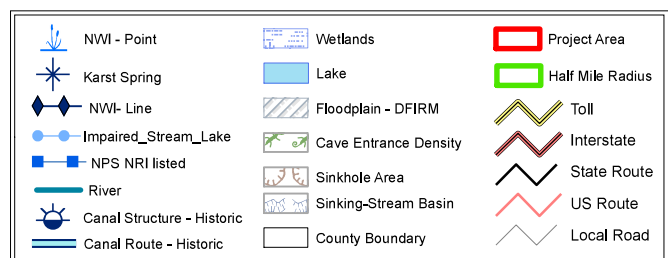 NWI - Point
Karst Spring
NWI- Line
Impaired_Stream_Lake
NPS NRI listed
River
Canal Structure - Historic
Canal Route - Historic
Wetlands
Lake
Floodplain - DFIRM
Cave Entrance Density
Sinkhole Area
Sinking-Stream Basin
County Boundary
Project Area
Half Mile Radius
Toll
Interstate
State Route
US Route
Local Road